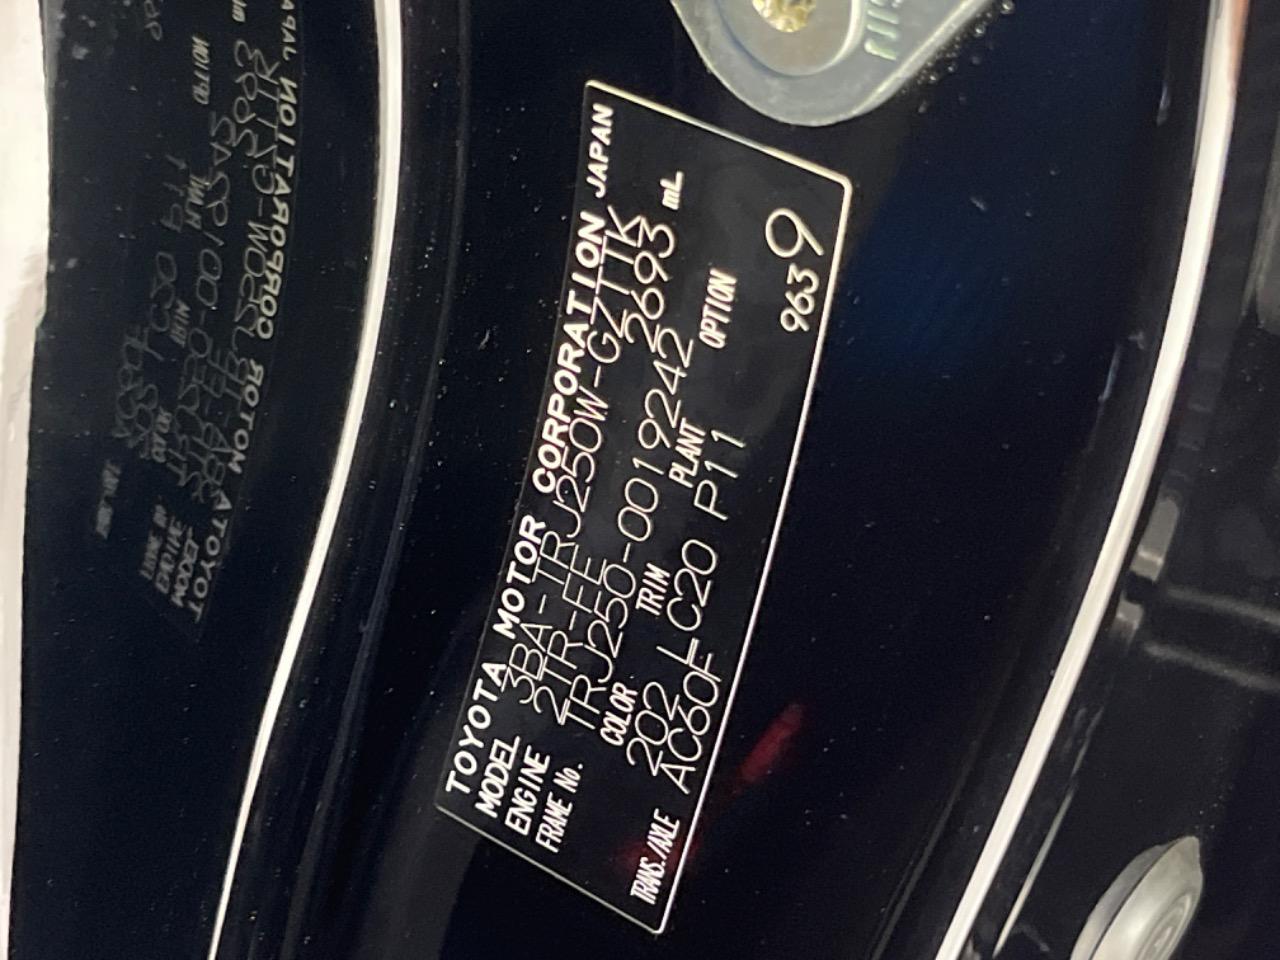 TOYOTA MOTOR CORPORATION JAPAN
MODEL 3BA-TRJ250W-GZTTK
ENGINE 2TR-FE 2693 mL
FRAME No. TRJ250-0019242
COLOR TRIM PLANT OPTION
202 LC20 P11
TRANS./AXLE AC60F
9639